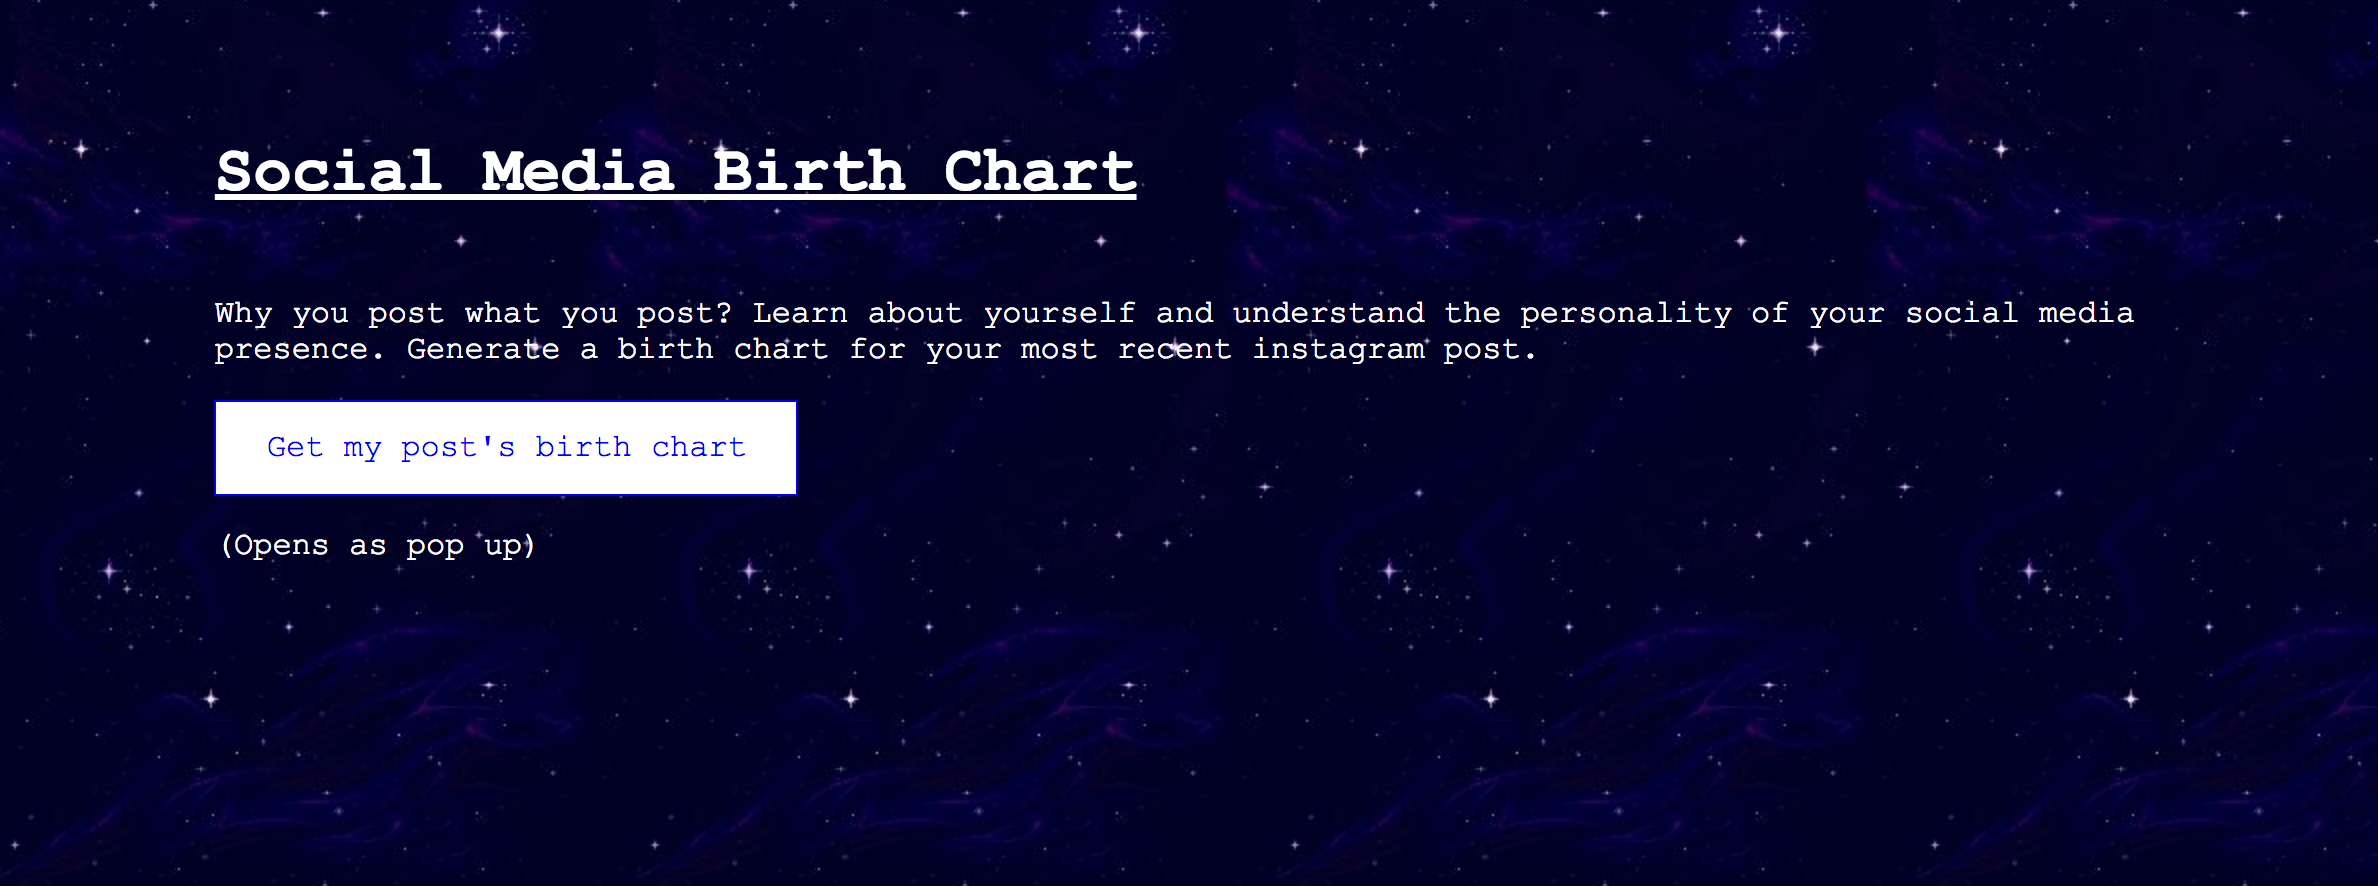 Social Media Birth Chart
Why you post what you post? Learn about yourself and understand the personality of your social media
presence. Generate a birth chart for your most recent instagram post.
Get my post's birth chart
(Opens as pop up)